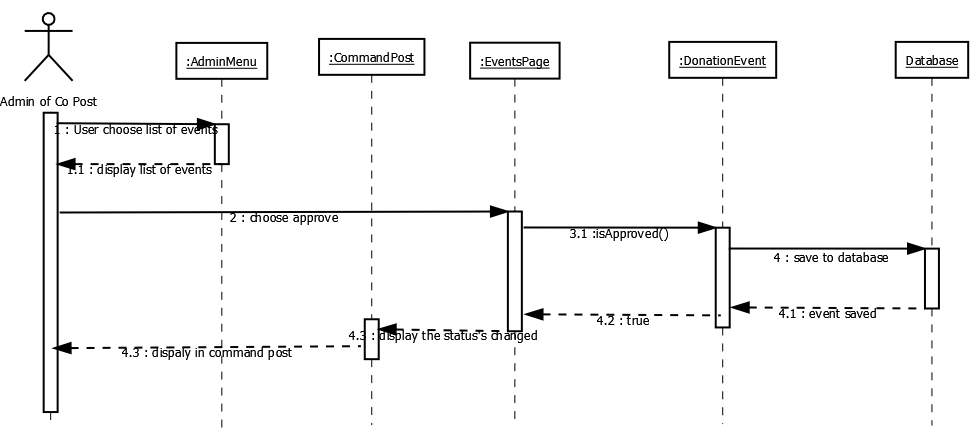 :AdminMenu
:CommandPost
:EventsPage
:DonationEvent
Database
Admin of Co Post
1 : User choose list of events
1.1 : display list of events
2 : choose approve
3.1 :isApproved()
4 : save to database
4.1 : event saved
4.2 : true
4.3 : display the status's changed
4.3 : dispaly in command post